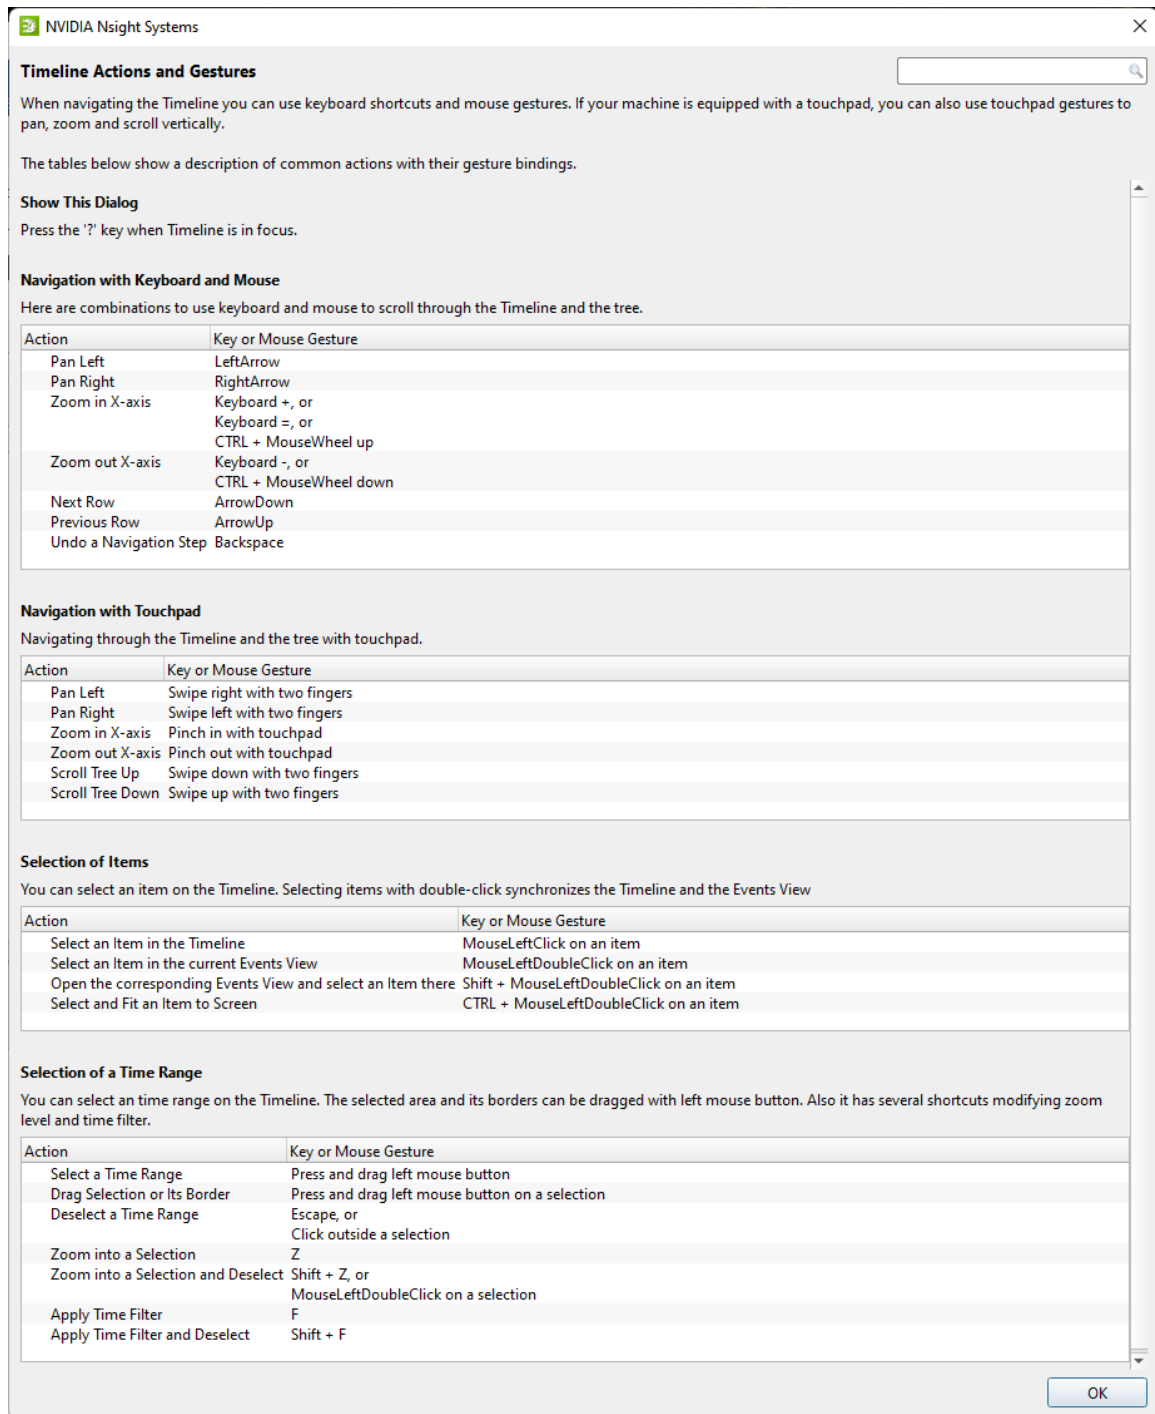 NVIDIA Nsight Systems
Timeline Actions and Gestures
When navigating the Timeline you can use keyboard shortcuts and mouse gestures. If your machine is equipped with a touchpad, you can also use touchpad gestures to
pan, zoom and scroll vertically.
The tables below show a description of common actions with their gesture bindings.
Show This Dialog
Press the '?' key when Timeline is in focus.
Navigation with Keyboard and Mouse
Here are combinations to use keyboard and mouse to scroll through the Timeline and the tree.
Action Key or Mouse Gesture
Pan Left LeftArrow
Pan Right RightArrow
Zoom in X-axis Keyboard +, or
Keyboard =, or
CTRL + MouseWheel up
Zoom out X-axis Keyboard -, or
CTRL + MouseWheel down
Next Row ArrowDown
Previous Row ArrowUp
Undo a Navigation Step Backspace
Navigation with Touchpad
Navigating through the Timeline and the tree with touchpad.
Action Key or Mouse Gesture
Pan Left Swipe right with two fingers
Pan Right Swipe left with two fingers
Zoom in X-axis Pinch in with touchpad
Zoom out X-axis Pinch out with touchpad
Scroll Tree Up Swipe down with two fingers
Scroll Tree Down Swipe up with two fingers
Selection of Items
You can select an item on the Timeline. Selecting items with double-click synchronizes the Timeline and the Events View
Action Key or Mouse Gesture
Select an Item in the Timeline MouseLeftClick on an item
Select an Item in the current Events View MouseLeftDoubleClick on an item
Open the corresponding Events View and select an Item there Shift + MouseLeftDoubleClick on an item
Select and Fit an Item to Screen CTRL + MouseLeftDoubleClick on an item
Selection of a Time Range
You can select an time range on the Timeline. The selected area and its borders can be dragged with left mouse button. Also it has several shortcuts modifying zoom
level and time filter.
Action Key or Mouse Gesture
Select a Time Range Press and drag left mouse button
Drag Selection or Its Border Press and drag left mouse button on a selection
Deselect a Time Range Escape, or
Click outside a selection
Zoom into a Selection Z
Zoom into a Selection and Deselect Shift + Z, or
MouseLeftDoubleClick on a selection
Apply Time Filter F
Apply Time Filter and Deselect Shift + F
OK